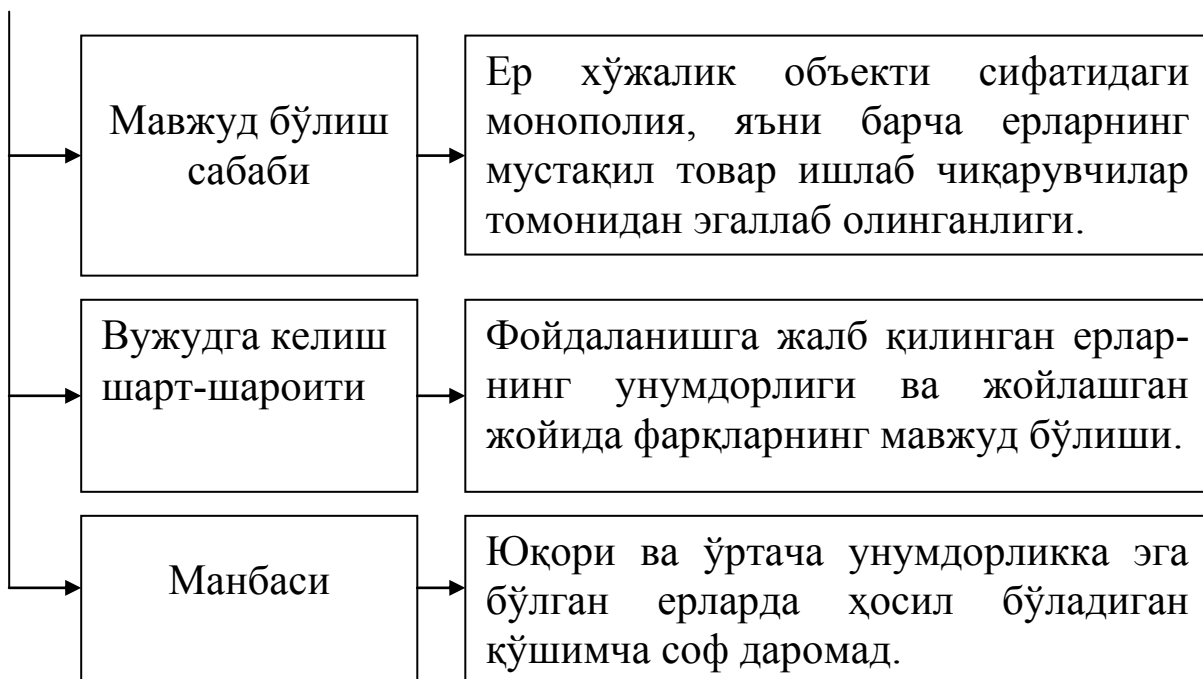 Мавжуд бўлиш
сабаби
Ер хўжалик объекти сифатидаги
монополия, яъни барча ерларнинг
мустақил товар ишлаб чиқарувчилар
томонидан эгаллаб олинганлиги.
Вужудга келиш
шарт-шароити
Фойдаланишга жалб қилинган ерлар-
нинг унумдорлиги ва жойлашган
жойида фарқларнинг мавжуд бўлиши.
Манбаси
Юқори ва ўртача унумдорликка эга
бўлган ерларда ҳосил бўладиган
қўшимча соф даромад.